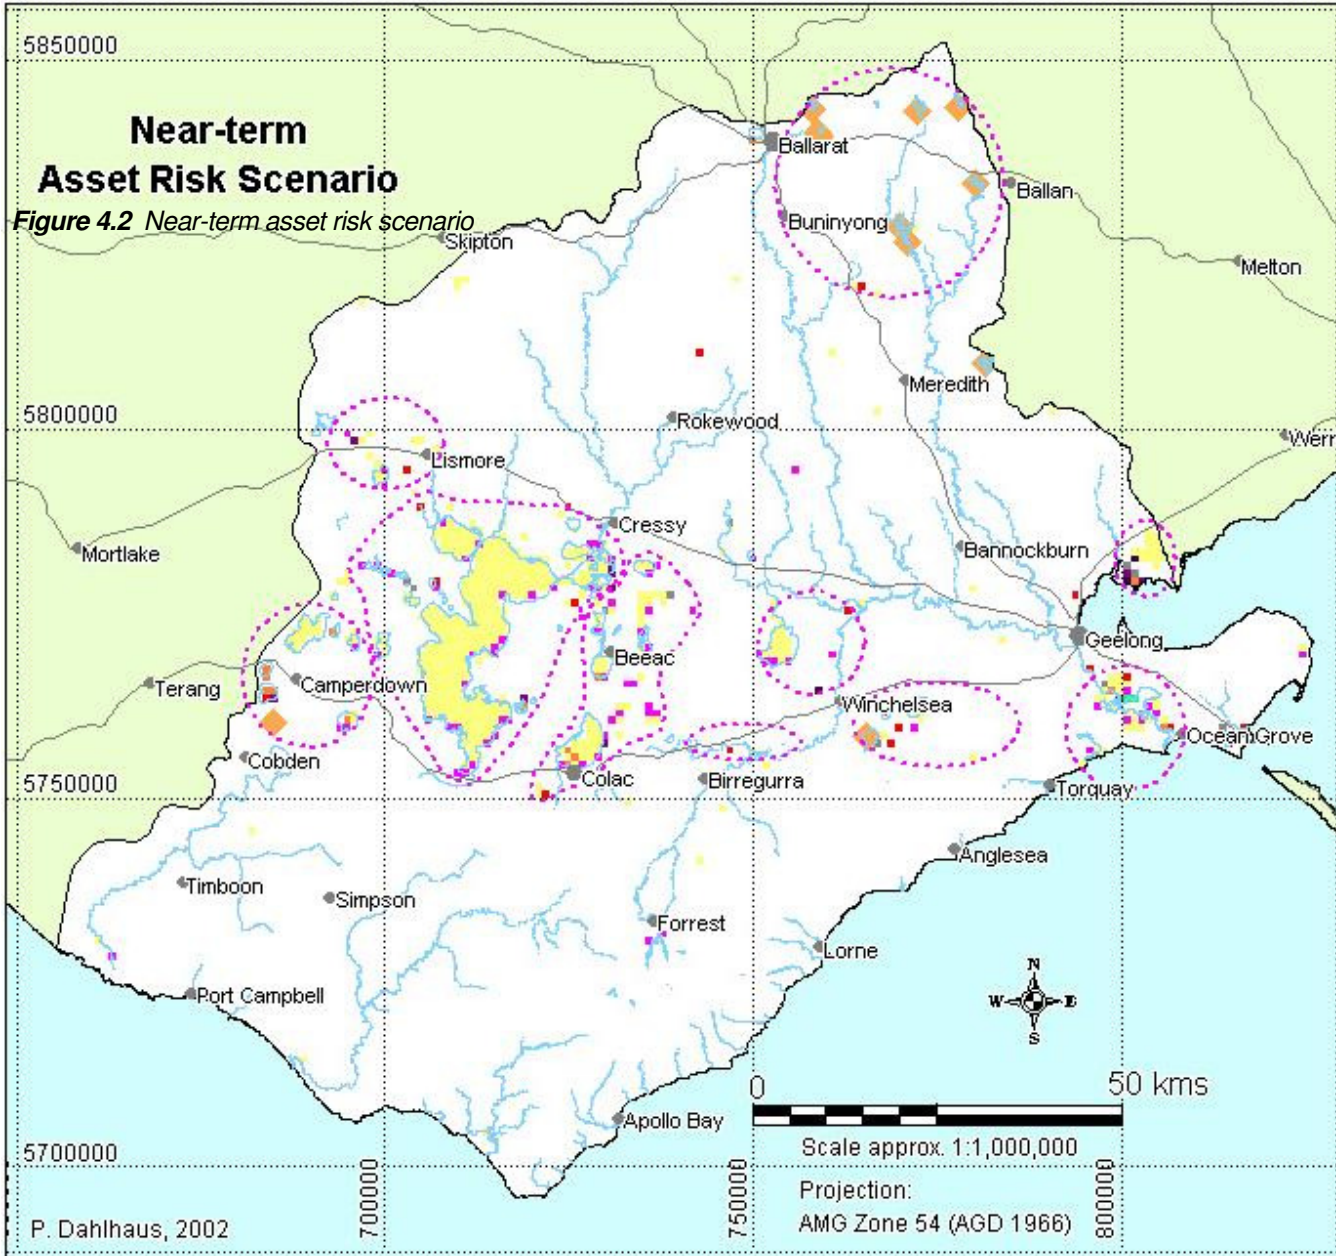 5850000
Near-term
Asset Risk Scenario
Figure 4.2 Near-term asset risk scenario
Ballarat
Ballan
Buninyong
Skipton
Melton
Meredith
5800000
Rokewood
Werr
Lismore
Cressy
Mortlake
Bannockburn
Geelong
Beeac
Terang
Camperdown
Winchelsea
Ocean Grove
Cobden
Colac
Birregurra
Torquay
5750000
Anglesea
Timboon
Simpson
Forrest
Lorne
N
W
E
S
Port Campbell
0
50 kms
Apollo Bay
Scale approx. 1:1,000,000
5700000
700000
750000
800000
Projection:
AMG Zone 54 (AGD 1966)
P. Dahlhaus, 2002